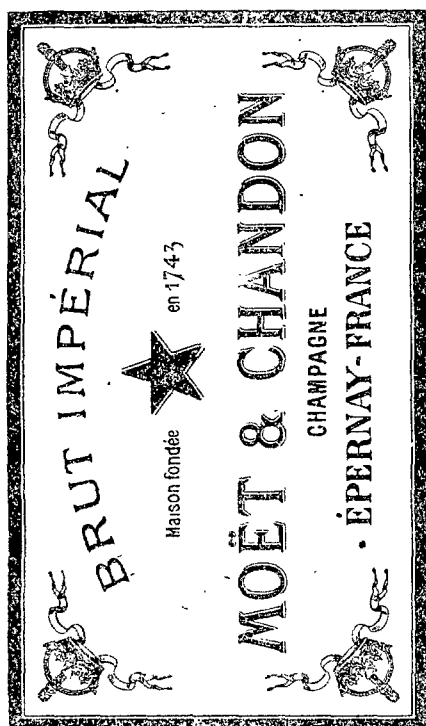 BRUT IMPÉRIAL
Maison fondée en 1743
MOËT & CHANDON
CHAMPAGNE
ÉPERNAY-FRANCE